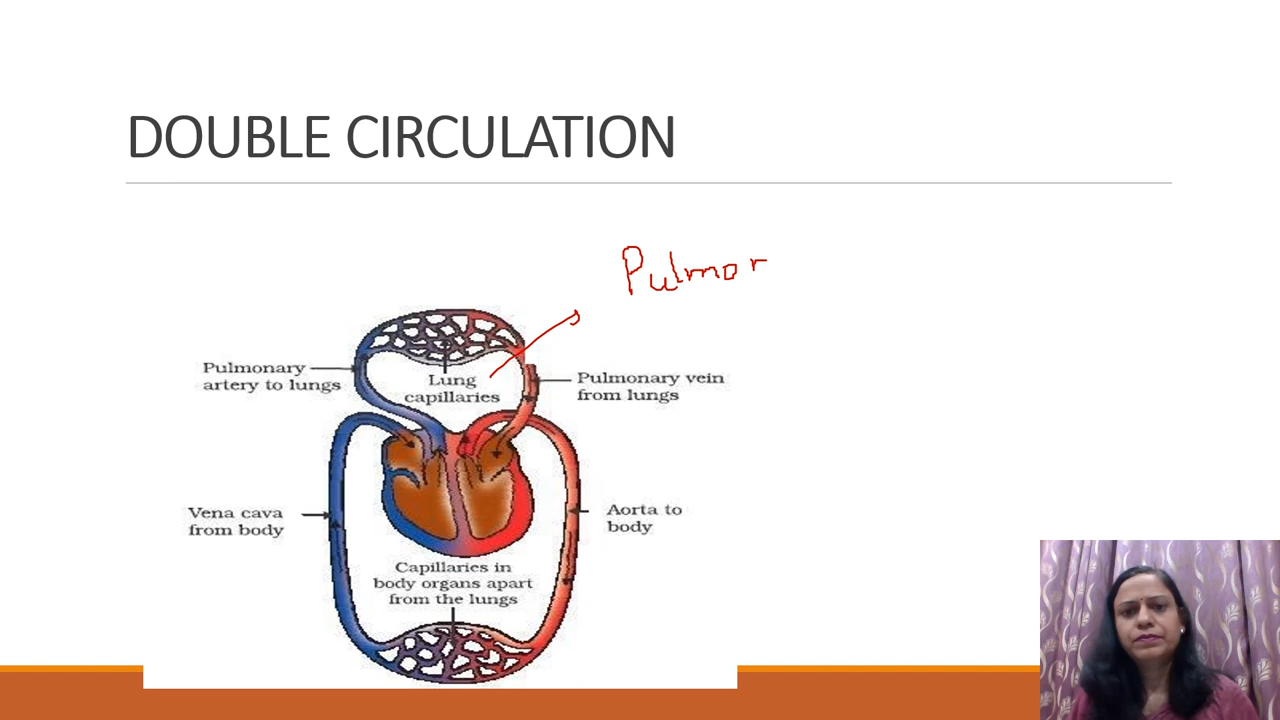 DOUBLE CIRCULATION
Pulmor
Pulmonary
artery to lungs
Lung
capillaries
Pulmonary vein
from lungs
Vena cava
from body
Aorta to
body
Capillaries in
body organs apart
from the lungs